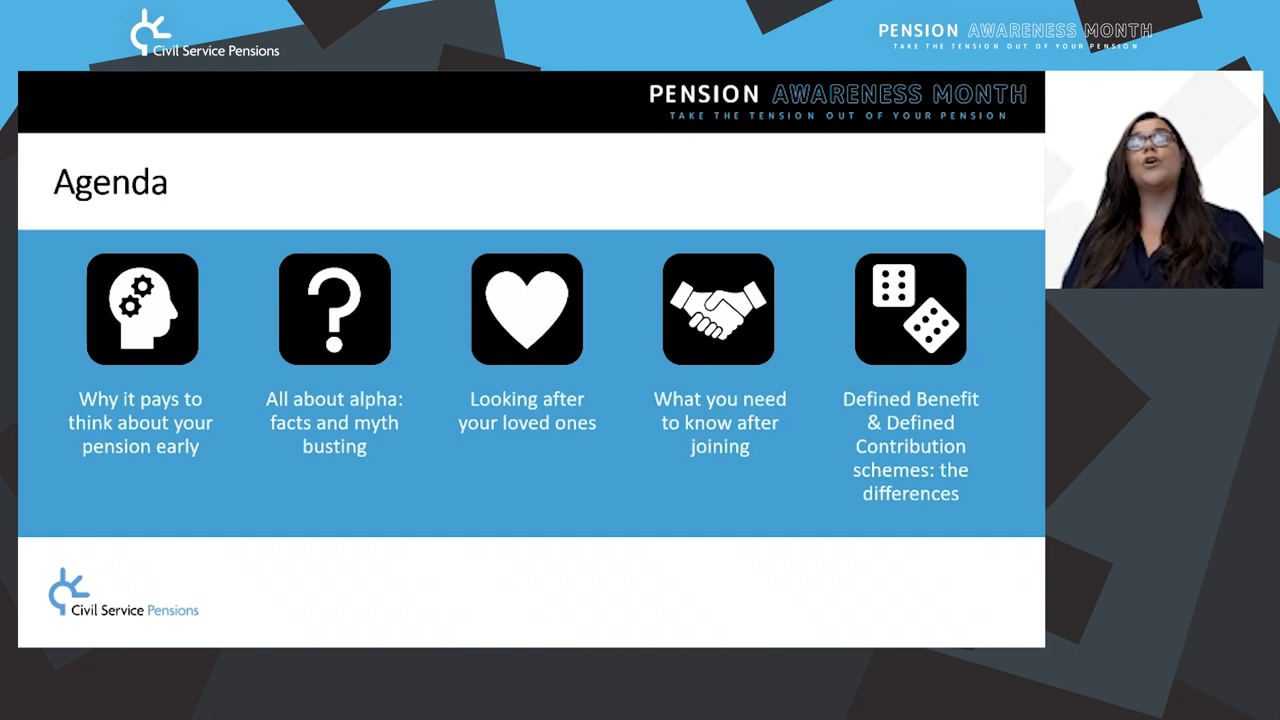 Civil Service Pensions
PENSION AWARENESS MONTH
TAKE THE TENSION OUT OF YOUR PENSION
PENSION AWARENESS MONTH
TAKE THE TENSION OUT OF YOUR PENSION
Agenda
Why it pays to
think about your
pension early
All about alpha:
facts and myth
busting
Looking after
your loved ones
What you need
to know after
joining
Defined Benefit
& Defined
Contribution
schemes: the
differences
Civil Service Pensions